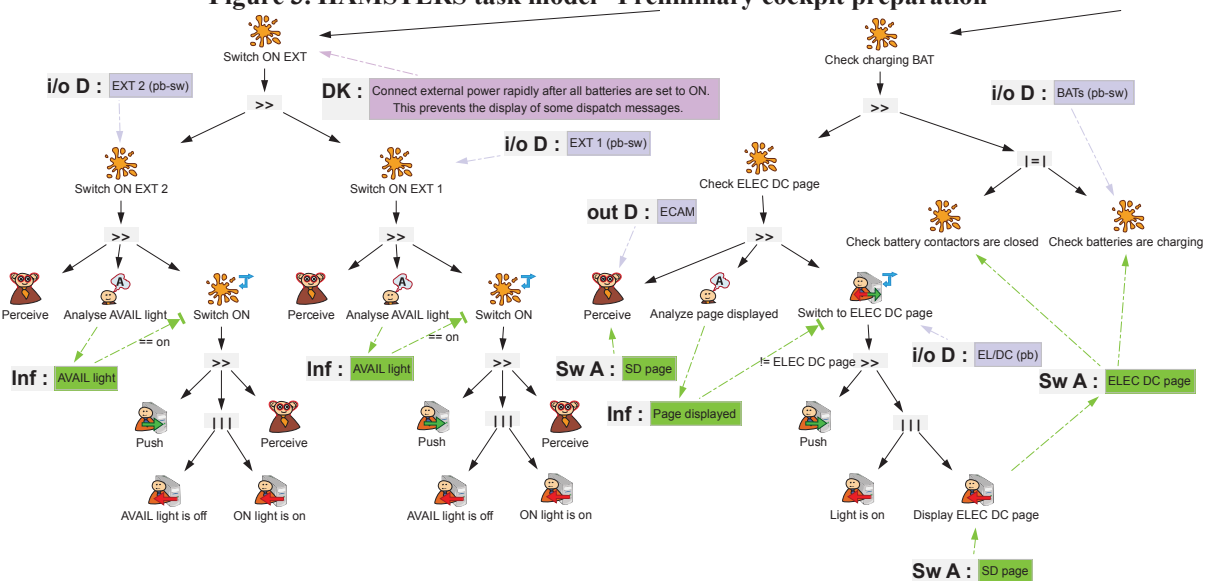 Figure 5. HAMSTERS task model "Preliminary cockpit preparation"
Switch ON EXT
Check charging BAT
i/o D : EXT 2 (pb-sw)
>>
DK : Connect external power rapidly after all batteries are set to ON.
This prevents the display of some dispatch messages.
>>
i/o D : BATs (pb-sw)
i/o D : EXT 1 (pb-sw)
|=|
Switch ON EXT 2
Switch ON EXT 1
Check ELEC DC page
out D : ECAM
>>
>>
>>
Check battery contactors are closed
Check batteries are charging
Perceive
Analyse AVAIL light
Switch ON
Perceive
Analyse AVAIL light
Switch ON
Perceive
Analyze page displayed
Switch to ELEC DC page
== on
== on
i/o D : EL/DC (pb)
Inf : AVAIL light
>>
Inf : AVAIL light
>>
Sw A : SD page
!= ELEC DC page >>
Sw A : ELEC DC page
Inf : Page displayed
Push
|||
Perceive
Push
|||
Perceive
Push
|||
AVAIL light is off
ON light is on
AVAIL light is off
ON light is on
Light is on
Display ELEC DC page
Sw A : SD page